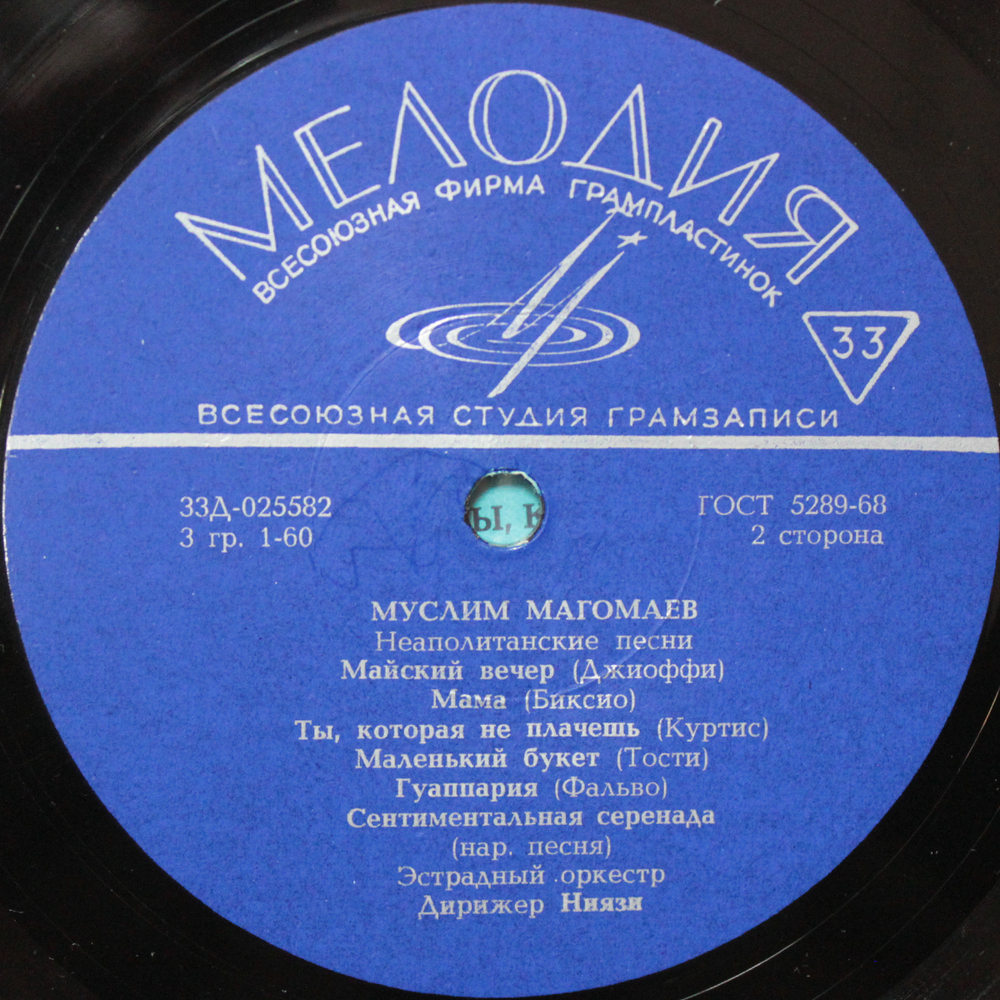 МЕЛОДИЯ
ВСЕСОЮЗНАЯ ФИРМА ГРАМПЛАСТИНОК
33
ВСЕСОЮЗНАЯ СТУДИЯ ГРАМЗАПИСИ
33Д-025582
ГОСТ 5289-68
3 гр. 1-60
2 сторона
Ы, К
МУСЛИМ МАГОМАЕВ
Неаполитанские песни
Майский вечер (Джиоффи)
Мама (Биксио)
Ты, которая не плачешь (Куртис)
Маленький букет (Тости)
Гуаппария (Фальво)
Сентиментальная серенада
(нар. песня)
Эстрадный оркестр
Дирижер Ниязи